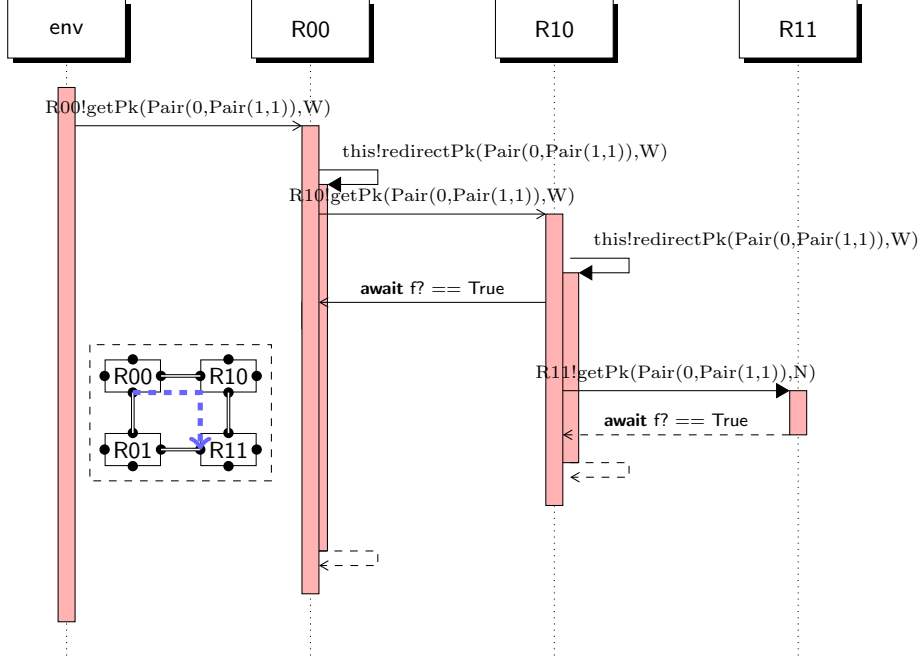 env
R00
R10
R11
R00!getPk(Pair(0,Pair(1,1)),W)
this!redirectPk(Pair(0,Pair(1,1)),W)
R10!getPk(Pair(0,Pair(1,1)),W)
this!redirectPk(Pair(0,Pair(1,1)),W)
await f? == True
R00
R10
R11!getPk(Pair(0,Pair(1,1)),N)
await f? == True
R01
R11